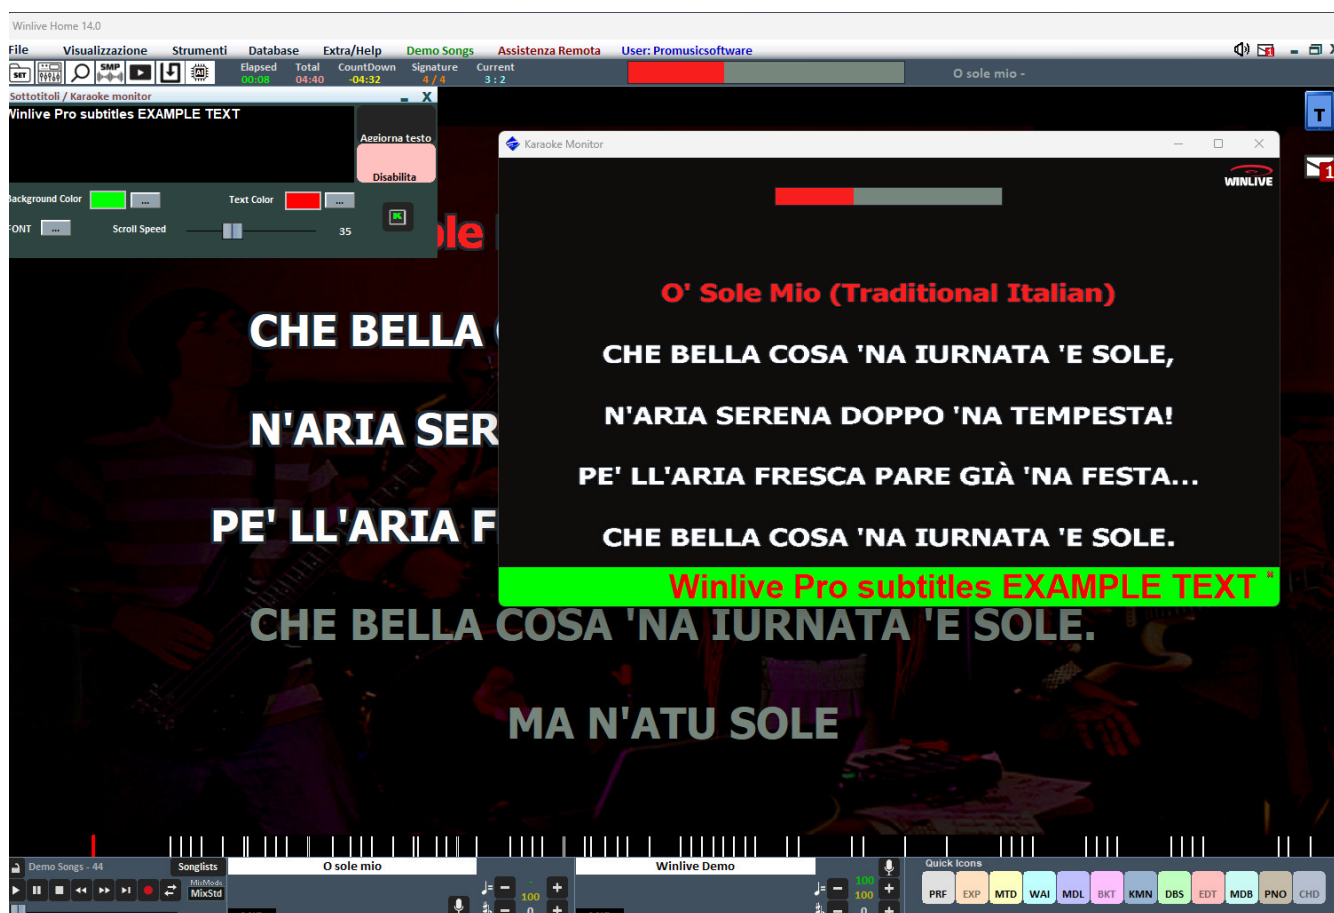 Winlive Home 14.0
File Visualizzazione Strumenti Database Extra/Help Demo Songs Assistenza Remota User: Promusicsoftware
SET SMP AI Elapsed Total CountDown Signature Current
00:08 04:40 -04:32 4 / 4 3 : 2 O sole mio -
Sottotitoli / Karaoke monitor X
Winlive Pro subtitles EXAMPLE TEXT
Aggiorna testo
Disabilita
Background Color ... Text Color ...
FONT ... Scroll Speed 35
T
1
Karaoke Monitor
WINLIVE
O' Sole Mio (Traditional Italian)
CHE BELLA COSA 'NA IURNATA 'E SOLE,
N'ARIA SERENA DOPPO 'NA TEMPESTA!
PE' LL'ARIA FRESCA PARE GIÀ 'NA FESTA...
CHE BELLA COSA 'NA IURNATA 'E SOLE.
Winlive Pro subtitles EXAMPLE TEXT
ole
CHE BELLA
N'ARIA SER
PE' LL'ARIA F
CHE BELLA COSA 'NA IURNATA 'E SOLE.
MA N'ATU SOLE
Demo Songs - 44 Songlists O sole mio Winlive Demo Quick Icons
MixMode
MixStd
- 100 +
- 0 +
100
- 100 +
- 0 +
PRE EXP MTD WAI MDL BKT KMN DBS EDT MDB PNO CHD